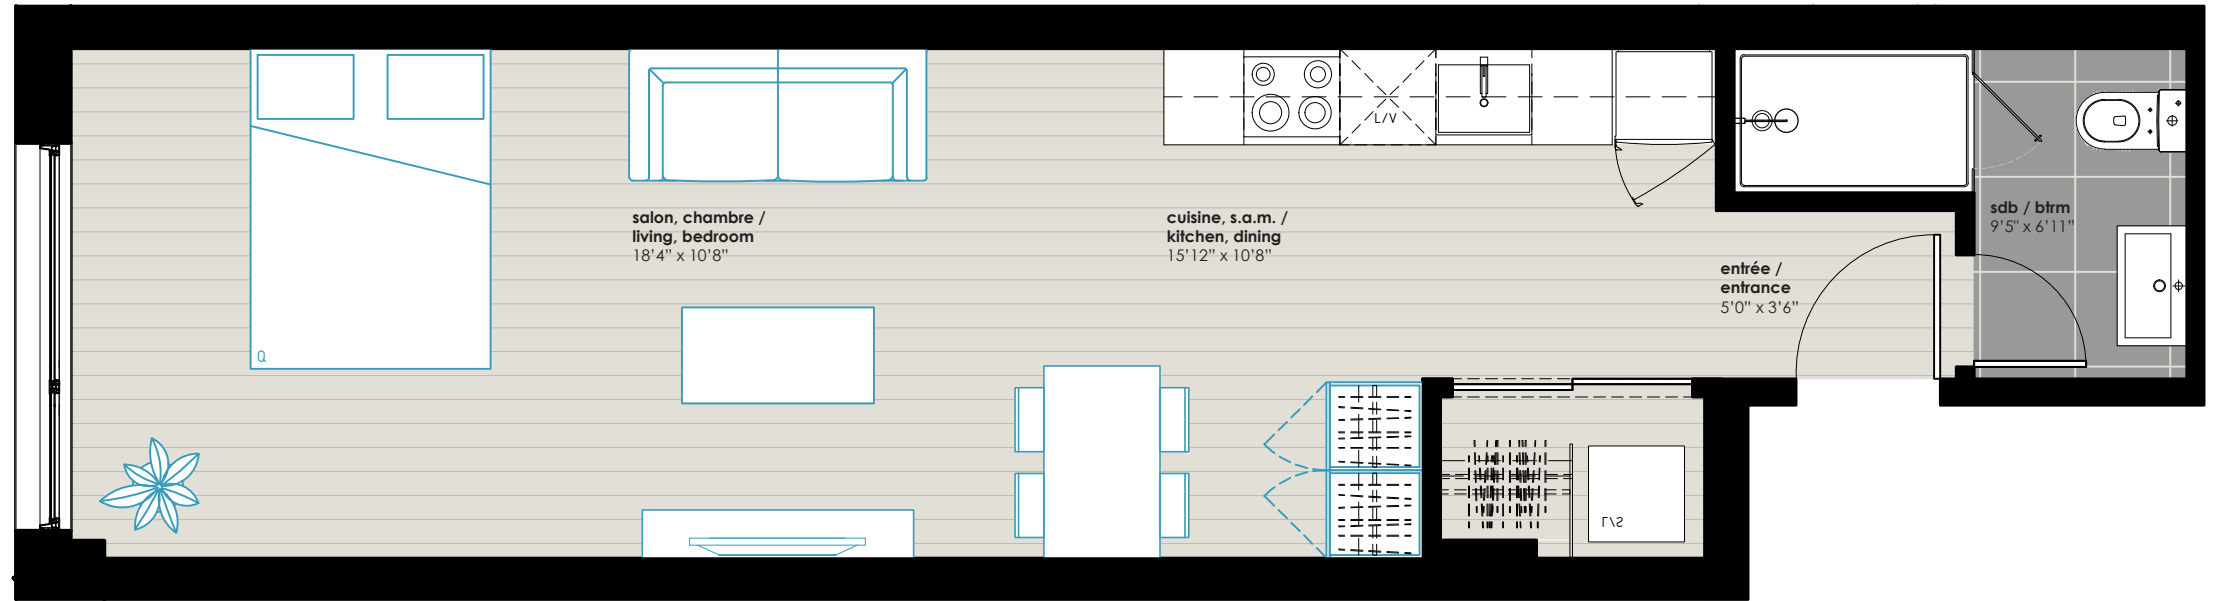 salon, chambre /
living, bedroom
18'4" x 10'8"
cuisine, s.a.m. /
kitchen, dining
15'12" x 10'8"
entrée /
entrance
5'0" x 3'6"
sdb / btrm
9'5" x 6'11"
L/V
Q
L/S